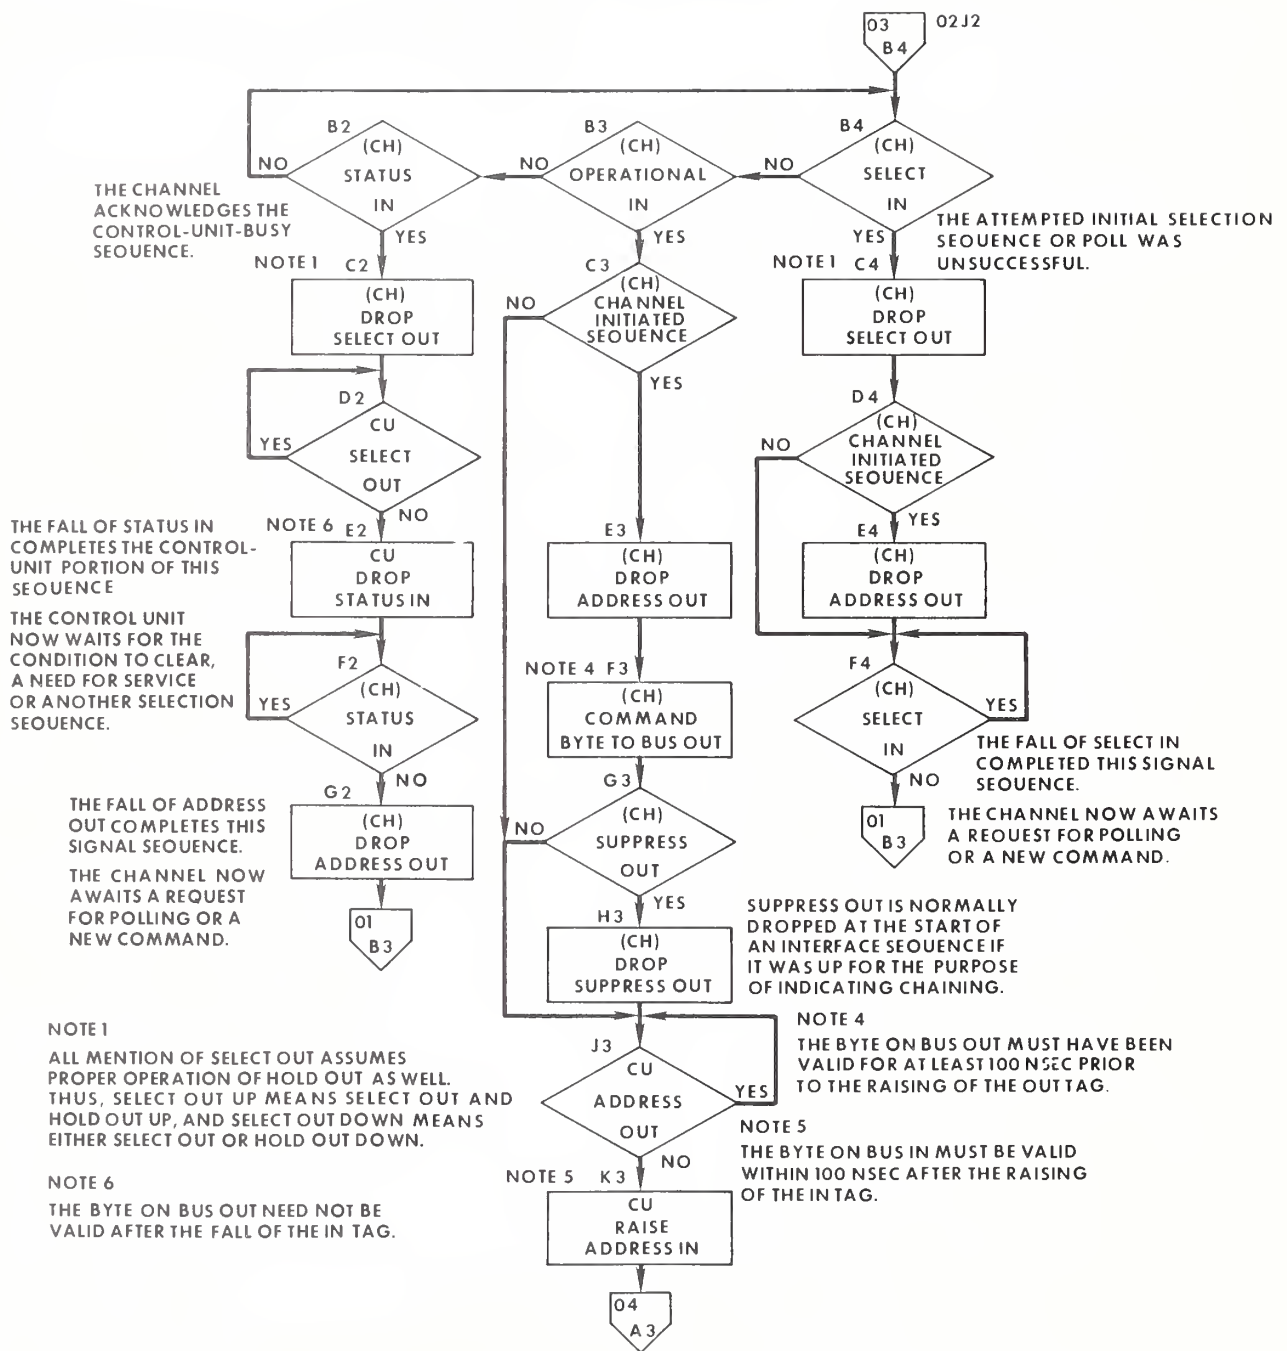 03
B4
02J2
B2
(CH)
STATUS
IN
NO
YES
B3
(CH)
OPERATIONAL
IN
NO
YES
B4
(CH)
SELECT
IN
NO
YES
THE CHANNEL
ACKNOWLEDGES THE
CONTROL-UNIT-BUSY
SEQUENCE.
THE ATTEMPTED INITIAL SELECTION
SEQUENCE OR POLL WAS
UNSUCCESSFUL.
NOTE 1
C2
(CH)
DROP
SELECT OUT
C3
(CH)
CHANNEL
INITIATED
SEQUENCE
NO
YES
NOTE 1
C4
(CH)
DROP
SELECT OUT
D2
CU
SELECT
OUT
YES
NO
D4
(CH)
CHANNEL
INITIATED
SEQUENCE
NO
YES
THE FALL OF STATUS IN
COMPLETES THE CONTROL-
UNIT PORTION OF THIS
SEQUENCE
THE CONTROL UNIT
NOW WAITS FOR THE
CONDITION TO CLEAR,
A NEED FOR SERVICE
OR ANOTHER SELECTION
SEQUENCE.
NOTE 6
E2
CU
DROP
STATUS IN
E3
(CH)
DROP
ADDRESS OUT
E4
(CH)
DROP
ADDRESS OUT
F2
(CH)
STATUS
IN
YES
NO
NOTE 4
F3
(CH)
COMMAND
BYTE TO BUS OUT
F4
(CH)
SELECT
IN
YES
NO
THE FALL OF SELECT IN
COMPLETED THIS SIGNAL
SEQUENCE.
THE CHANNEL NOW AWAITS
A REQUEST FOR POLLING
OR A NEW COMMAND.
01
B3
THE FALL OF ADDRESS
OUT COMPLETES THIS
SIGNAL SEQUENCE.
THE CHANNEL NOW
AWAITS A REQUEST
FOR POLLING OR A
NEW COMMAND.
G2
(CH)
DROP
ADDRESS OUT
01
B3
G3
(CH)
SUPPRESS
OUT
NO
YES
H3
(CH)
DROP
SUPPRESS OUT
SUPPRESS OUT IS NORMALLY
DROPPED AT THE START OF
AN INTERFACE SEQUENCE IF
IT WAS UP FOR THE PURPOSE
OF INDICATING CHAINING.
J3
CU
ADDRESS
OUT
YES
NO
NOTE 5
K3
CU
RAISE
ADDRESS IN
04
A3
NOTE 1
ALL MENTION OF SELECT OUT ASSUMES
PROPER OPERATION OF HOLD OUT AS WELL.
THUS, SELECT OUT UP MEANS SELECT OUT AND
HOLD OUT UP, AND SELECT OUT DOWN MEANS
EITHER SELECT OUT OR HOLD OUT DOWN.
NOTE 6
THE BYTE ON BUS OUT NEED NOT BE
VALID AFTER THE FALL OF THE IN TAG.
NOTE 4
THE BYTE ON BUS OUT MUST HAVE BEEN
VALID FOR AT LEAST 100 NSEC PRIOR
TO THE RAISING OF THE OUT TAG.
NOTE 5
THE BYTE ON BUS IN MUST BE VALID
WITHIN 100 NSEC AFTER THE RAISING
OF THE IN TAG.